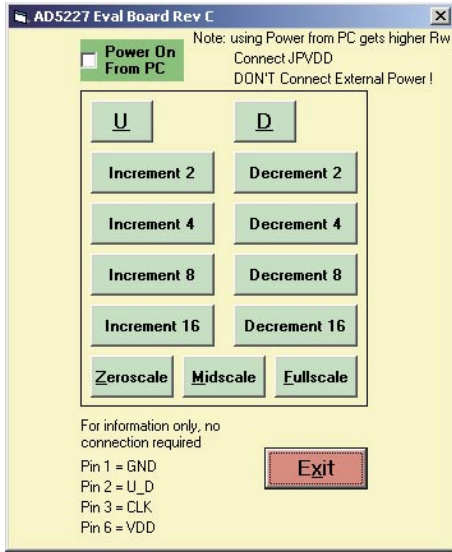 AD5227 Eval Board Rev C
Power On
From PC
Note: using Power from PC gets higher Rw
Connect JPVDD
DON'T Connect External Power !
U
D
Increment 2
Decrement 2
Increment 4
Decrement 4
Increment 8
Decrement 8
Increment 16
Decrement 16
Zeroscale
Midscale
Fullscale
For information only, no
connection required
Pin 1 = GND
Pin 2 = U_D
Pin 3 = CLK
Pin 6 = VDD
Exit